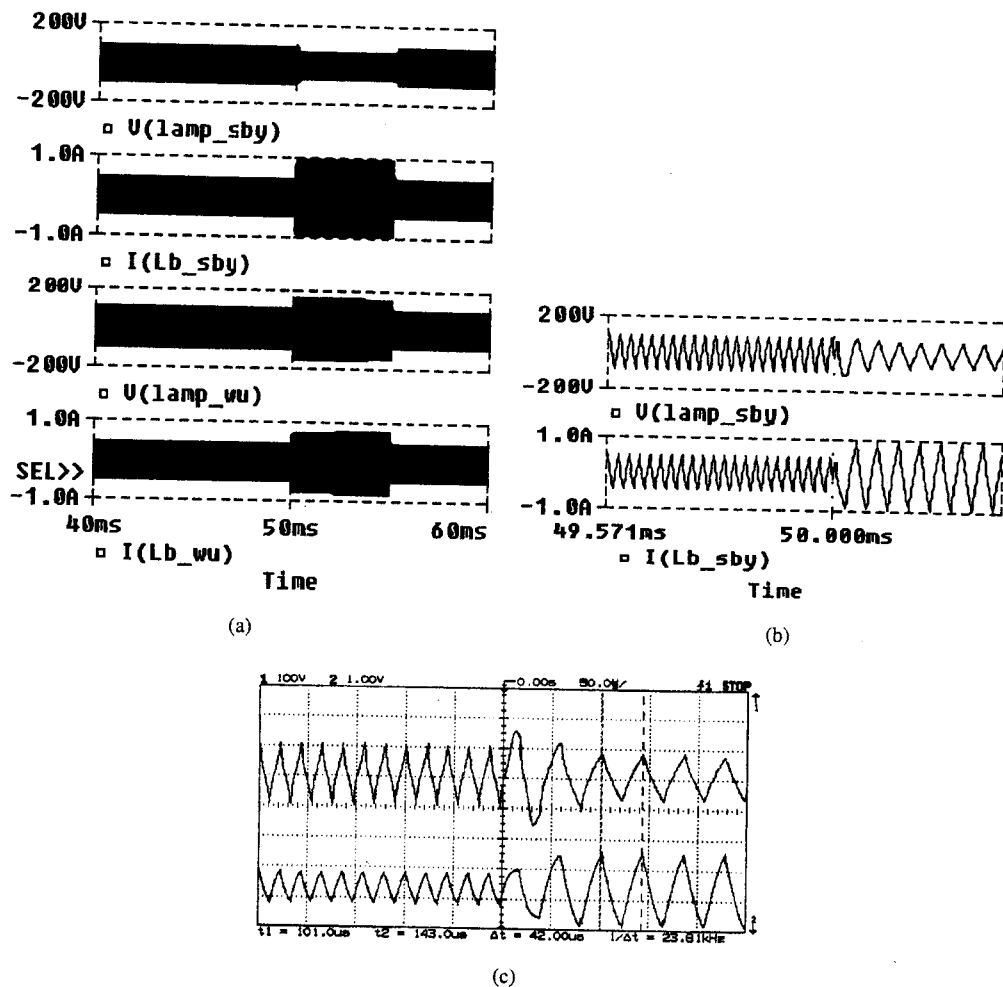 200V
-200V
▫ V(lamp_sby)
1.0A
-1.0A
▫ I(Lb_sby)
200V
-200V
▫ V(lamp_wu)
1.0A
SEL>>
-1.0A
40ms 50ms 60ms
▫ I(Lb_wu)
Time
(a)
200V
-200V
▫ V(lamp_sby)
1.0A
-1.0A
49.571ms 50.000ms
▫ I(Lb_sby)
Time
(b)
1 100V 2 1.00V -0.00s 50.0 STOP
2
t1 = 101.0us t2 = 143.0us Δt = 42.00us 1/Δt = 23.81kHz
(c)